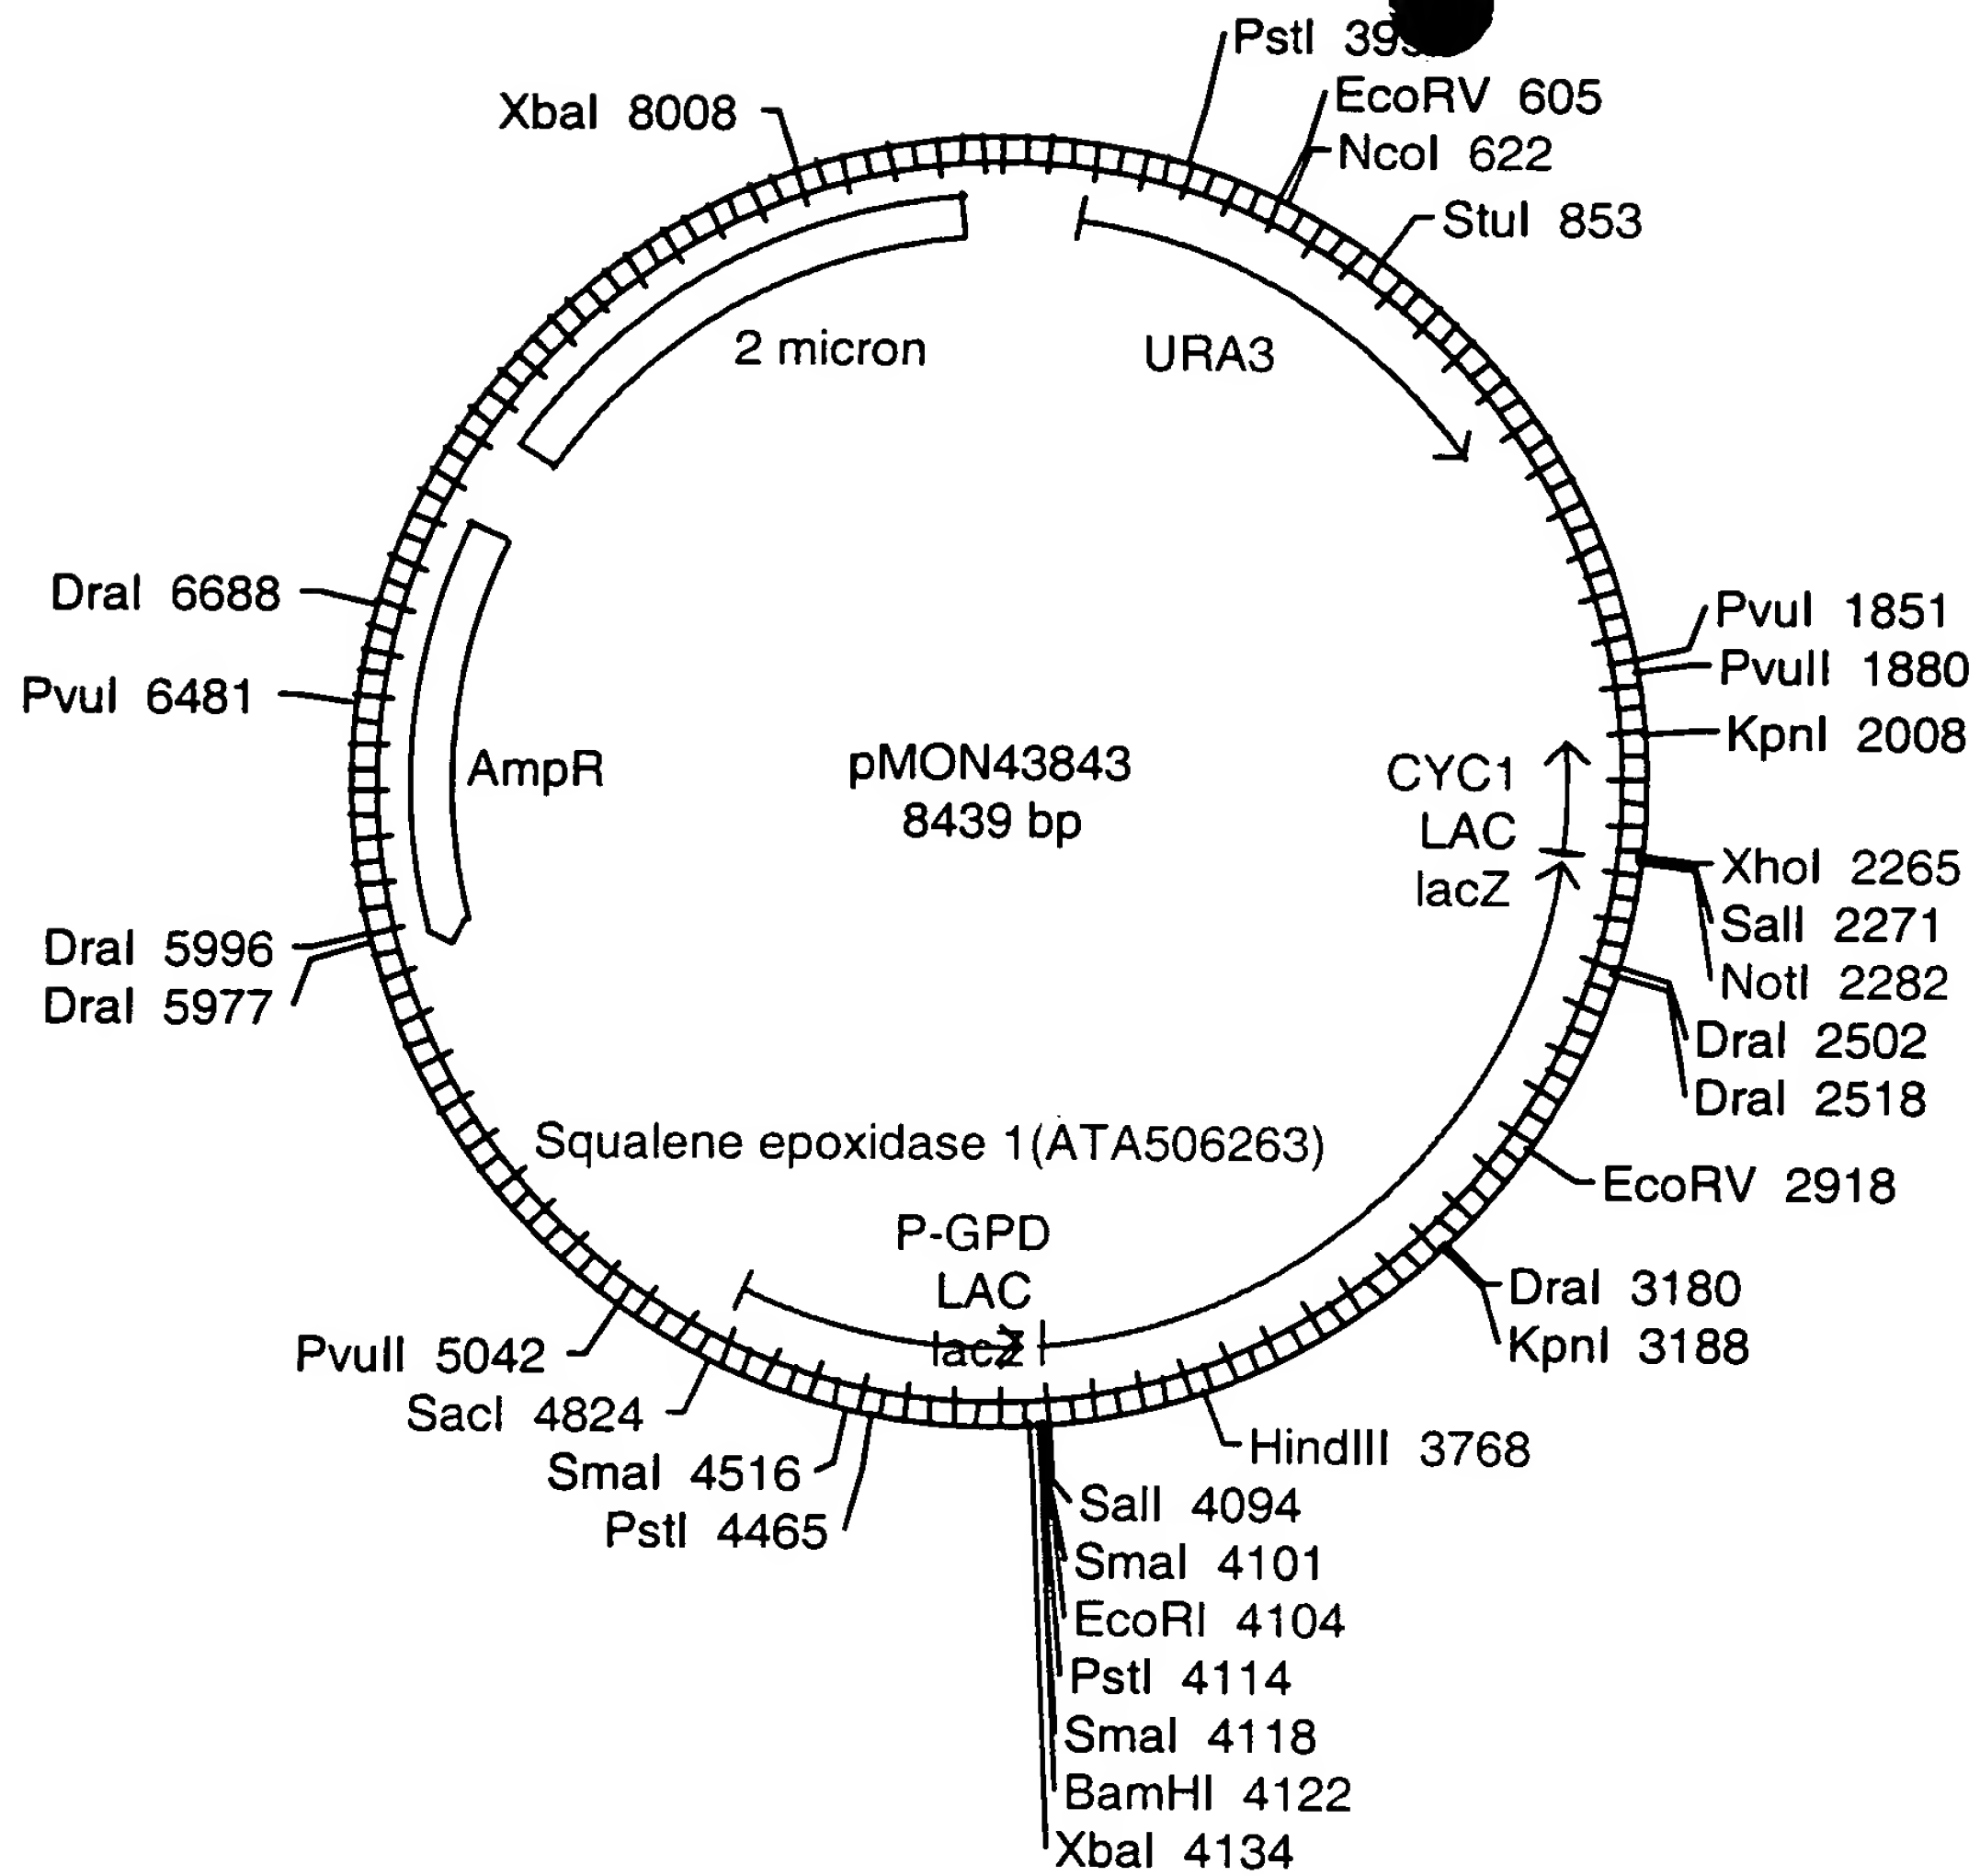 PstI 39
EcoRV 605
NcoI 622
StuI 853
XbaI 8008
2 micron
URA3
DraI 6688
PvuI 6481
AmpR
pMON43843
8439 bp
PvuI 1851
PvuII 1880
KpnI 2008
CYC1
LAC
lacZ
XhoI 2265
SalI 2271
NotI 2282
DraI 2502
DraI 2518
DraI 5996
DraI 5977
Squalene epoxidase 1(ATA506263)
EcoRV 2918
P-GPD
LAC
lacZ
DraI 3180
KpnI 3188
PvuII 5042
SacI 4824
SmaI 4516
PstI 4465
HindIII 3768
SalI 4094
SmaI 4101
EcoRI 4104
PstI 4114
SmaI 4118
BamHI 4122
XbaI 4134